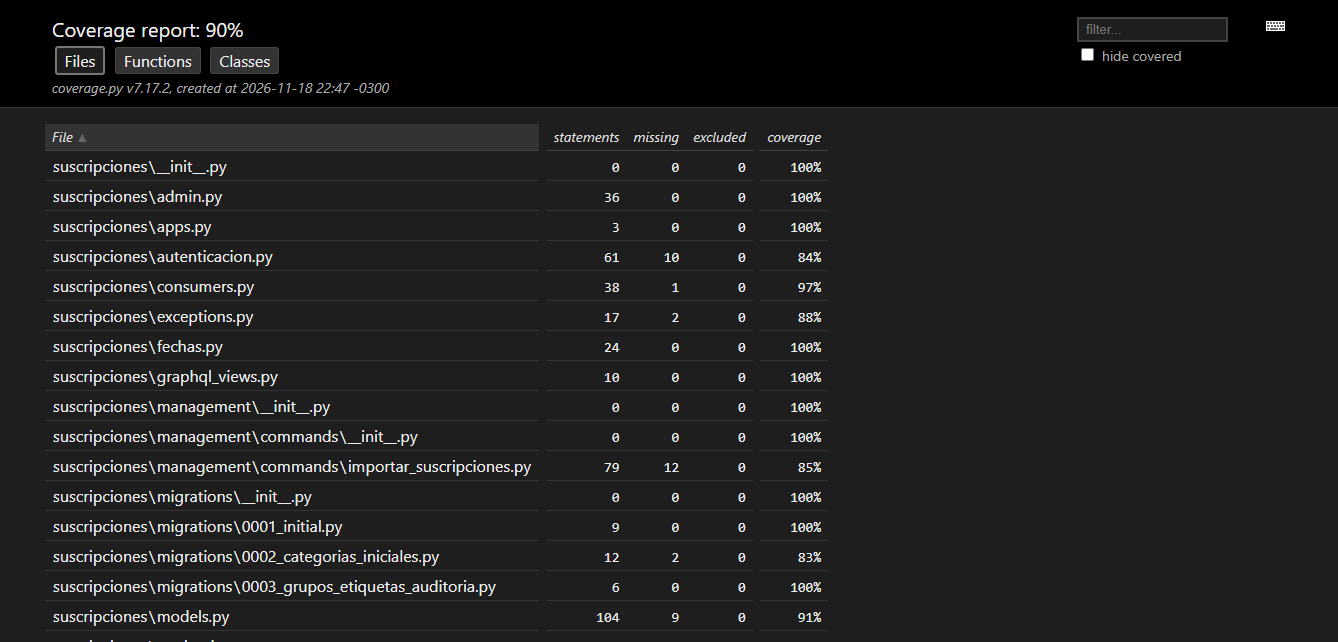 Coverage report: 90%
filter...
hide covered
Files Functions Classes
coverage.py v7.17.2, created at 2026-11-18 22:47 -0300
File ▲ statements missing excluded coverage
suscripciones\__init__.py 0 0 0 100%
suscripciones\admin.py 36 0 0 100%
suscripciones\apps.py 3 0 0 100%
suscripciones\autenticacion.py 61 10 0 84%
suscripciones\consumers.py 38 1 0 97%
suscripciones\exceptions.py 17 2 0 88%
suscripciones\fechas.py 24 0 0 100%
suscripciones\graphql_views.py 10 0 0 100%
suscripciones\management\__init__.py 0 0 0 100%
suscripciones\management\commands\__init__.py 0 0 0 100%
suscripciones\management\commands\importar_suscripciones.py 79 12 0 85%
suscripciones\migrations\__init__.py 0 0 0 100%
suscripciones\migrations\0001_initial.py 9 0 0 100%
suscripciones\migrations\0002_categorias_iniciales.py 12 2 0 83%
suscripciones\migrations\0003_grupos_etiquetas_auditoria.py 6 0 0 100%
suscripciones\models.py 104 9 0 91%